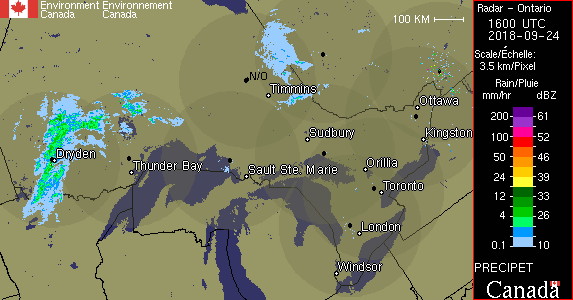 Environment Environnement
Canada Canada
100 KM
N/O
Timmins
Ottawa
Sudbury
Kingston
Dryden
Thunder Bay
Sault Ste. Marie
Orillia
Toronto
London
Windsor
Radar - Ontario
1600 UTC
2018-09-24
Scale/Échelle:
3.5 km/Pixel
Rain/Pluie
mm/hr dBZ
200 61
100 52
50 46
24 39
12 33
4 26
0.1 10
PRECIPET
Canada